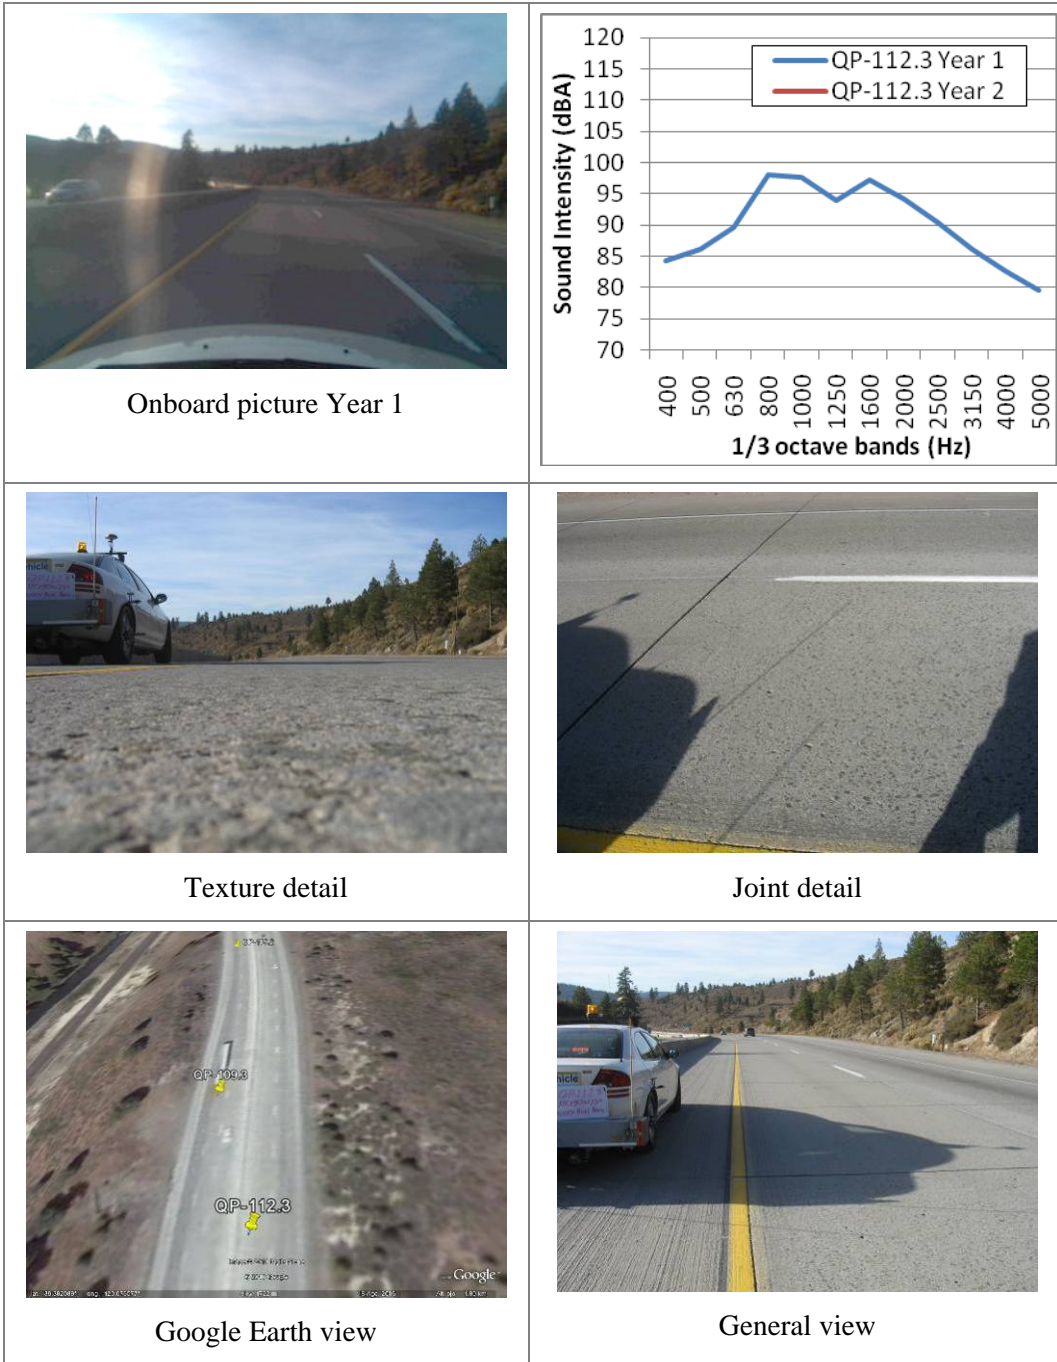 Onboard picture Year 1
Sound Intensity (dBA)
120
115
110
105
100
95
90
85
80
75
70
QP-112.3 Year 1
QP-112.3 Year 2
400
500
630
800
1000
1250
1600
2000
2500
3150
4000
5000
1/3 octave bands (Hz)
Texture detail
Joint detail
QP-109.3
QP-112.3
Google
Google Earth view
General view